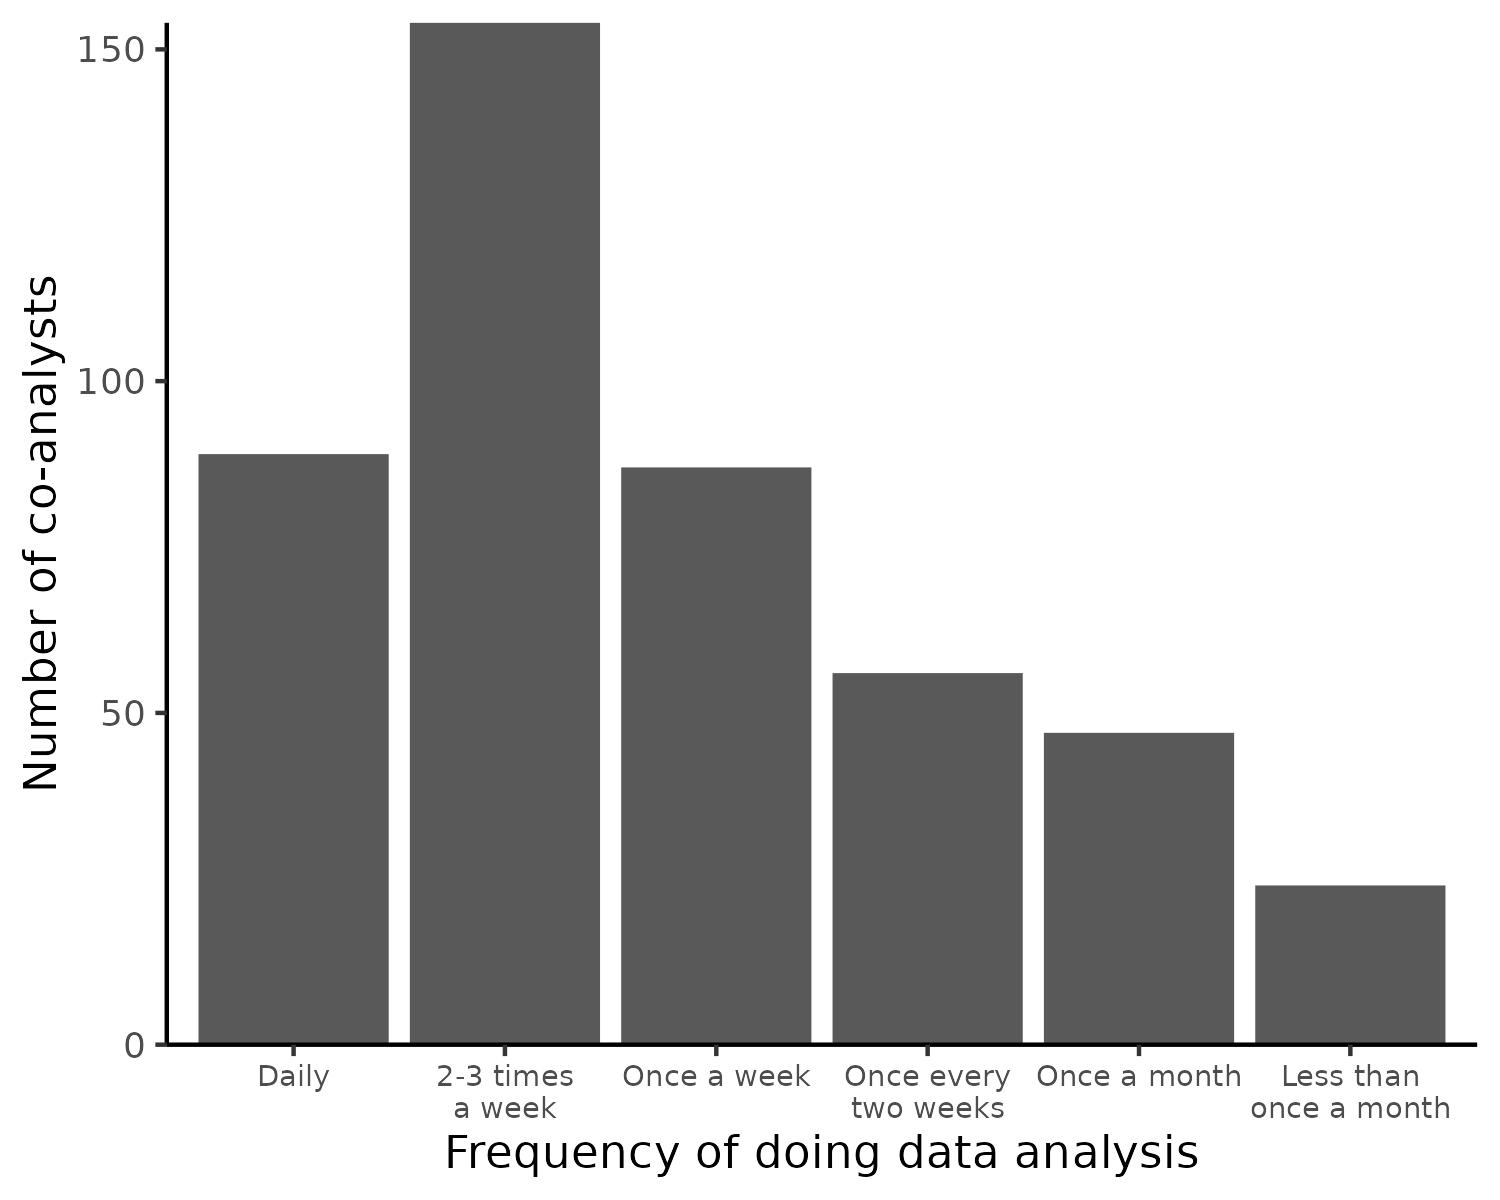 Number of co-analysts
150
100
50
0
Daily
2-3 times
a week
Once a week
Once every
two weeks
Once a month
Less than
once a month
Frequency of doing data analysis